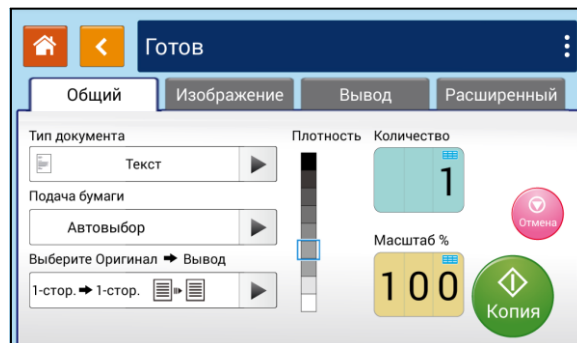 Готов
Общий Изображение Вывод Расширенный
Тип документа
Текст
Подача бумаги
Автовыбор
Выберите Оригинал ➡ Вывод
1-стор. ➡ 1-стор.
Плотность
Количество
1
Масштаб %
100
Отмена
Копия